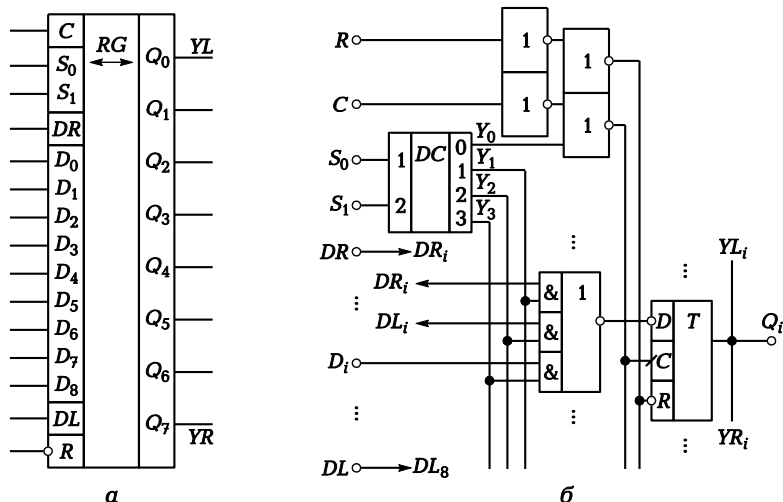 C
S₀
S₁
DR
D₀
D₁
D₂
D₃
D₄
D₅
D₆
D₇
D₈
DL
R
RG
Q₀
Q₁
Q₂
Q₃
Q₄
Q₅
Q₆
Q₇
YL
YR
а
R
1
1
C
1
1
S₀
S₁
1
2
DC
0
1
2
3
Y₀
Y₁
Y₂
Y₃
DR
DRᵢ
DRᵢ
DLᵢ
Dᵢ
&
&
&
1
D
C
R
T
YLᵢ
Qᵢ
YRᵢ
DL
DL₈
б